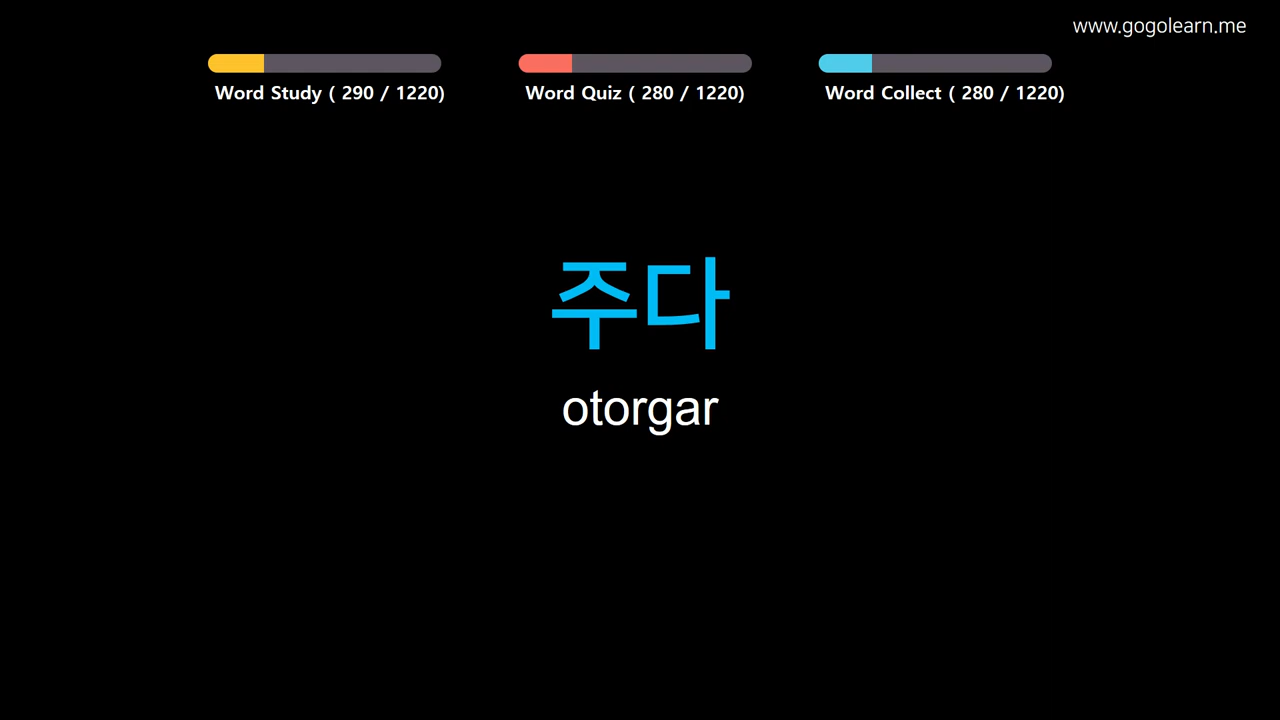 www.gogolearn.me
Word Study ( 290 / 1220)
Word Quiz ( 280 / 1220)
Word Collect ( 280 / 1220)
주다
otorgar